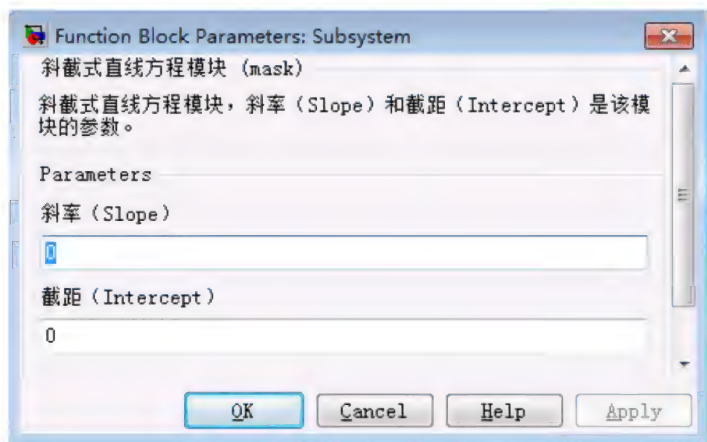 Function Block Parameters: Subsystem
斜截式直线方程模块 (mask)
斜截式直线方程模块，斜率（Slope）和截距（Intercept）是该模
块的参数。
Parameters
斜率（Slope）
0
截距（Intercept）
0
OK Cancel Help Apply